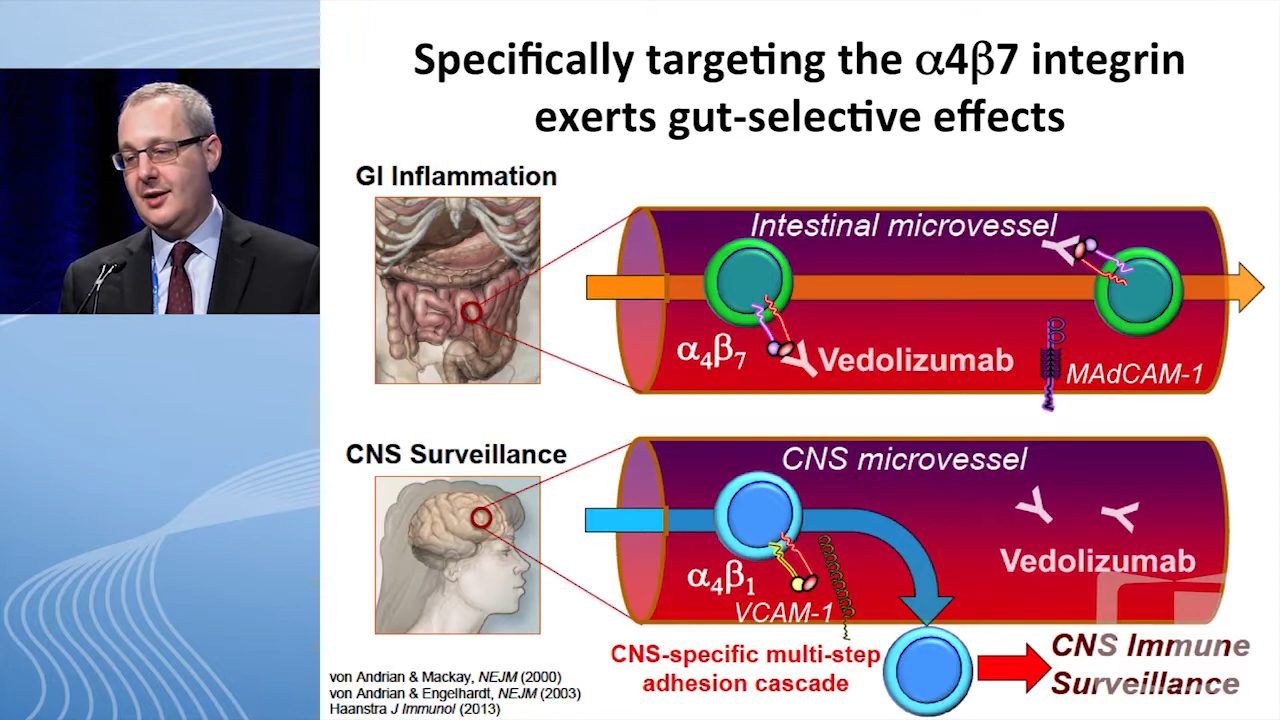 Specifically targeting the α4β7 integrin
exerts gut-selective effects
GI Inflammation
Intestinal microvessel
α4β7
Vedolizumab
MAdCAM-1
CNS Surveillance
CNS microvessel
α4β1
VCAM-1
Vedolizumab
CNS-specific multi-step
adhesion cascade
CNS Immune
Surveillance
von Andrian & Mackay, NEJM (2000)
von Andrian & Engelhardt, NEJM (2003)
Haanstra J Immunol (2013)